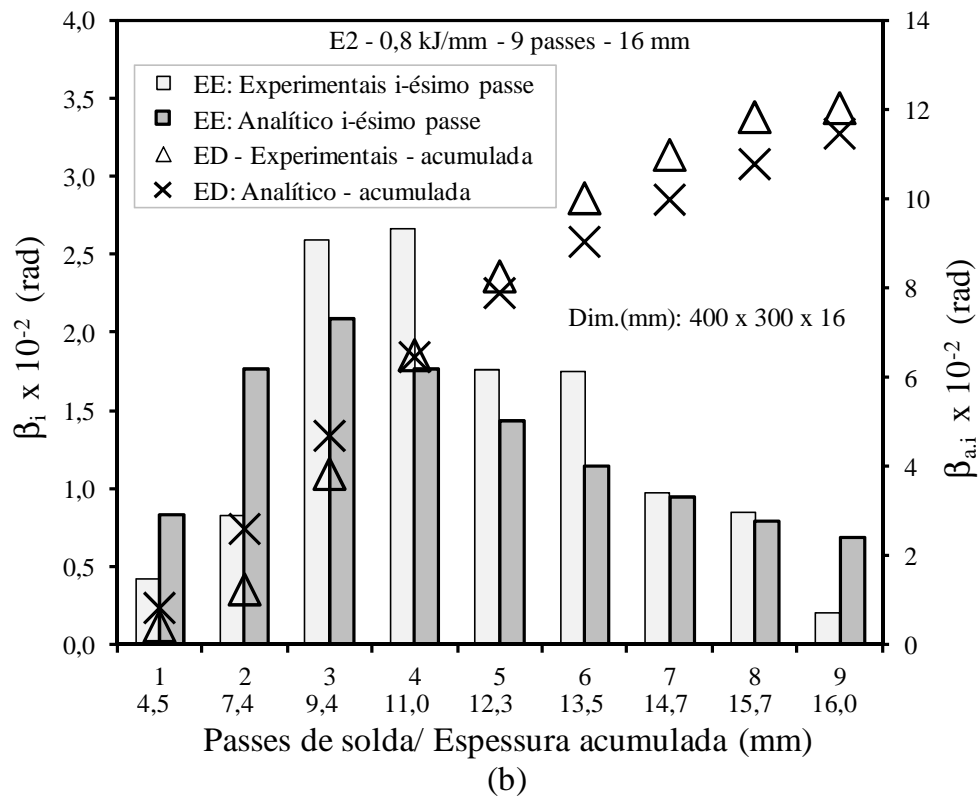 E2 - 0,8 kJ/mm - 9 passes - 16 mm
EE: Experimentais i-ésimo passe
EE: Analítico i-ésimo passe
ED - Experimentais - acumulada
ED: Analítico - acumulada
Dim.(mm): 400 x 300 x 16
βi x 10-2 (rad)
4,0
3,5
3,0
2,5
2,0
1,5
1,0
0,5
0,0
14
12
10
8
6
4
2
0
βa.i x 10-2 (rad)
1 2 3 4 5 6 7 8 9
4,5 7,4 9,4 11,0 12,3 13,5 14,7 15,7 16,0
Passes de solda/ Espessura acumulada (mm)
(b)